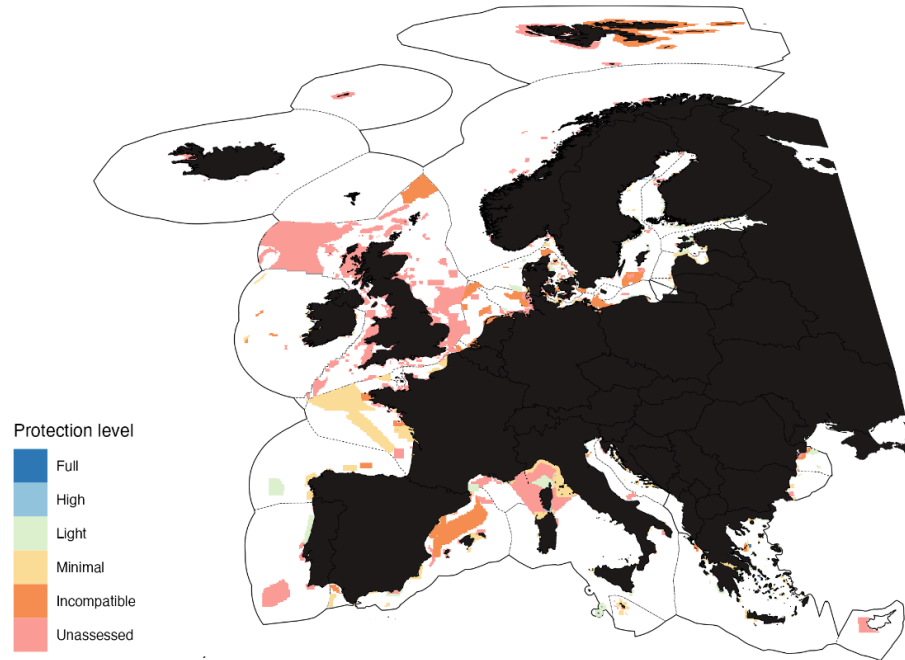 Protection level
Full
High
Light
Minimal
Incompatible
Unassessed